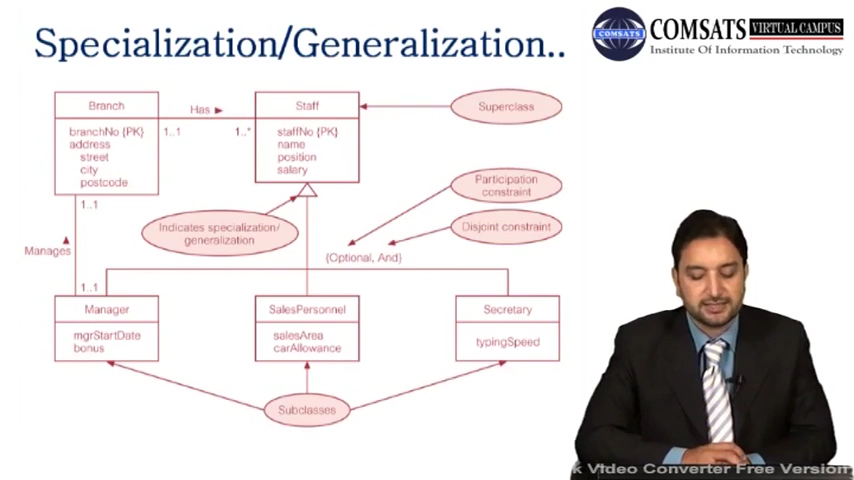 Specialization/Generalization..
COMSATS
COMSATS VIRTUAL CAMPUS
Institute Of Information Technology
Branch
Has ►
Staff
Superclass
branchNo {PK}
address
street
city
postcode
1..1
1..*
staffNo {PK}
name
position
salary
Participation
constraint
1..1
Indicates specialization/
generalization
Disjoint constraint
Manages ▲
{Optional, And}
1..1
Manager
SalesPersonnel
Secretary
mgrStartDate
bonus
salesArea
carAllowance
typingSpeed
Subclasses
k Video Converter Free Version